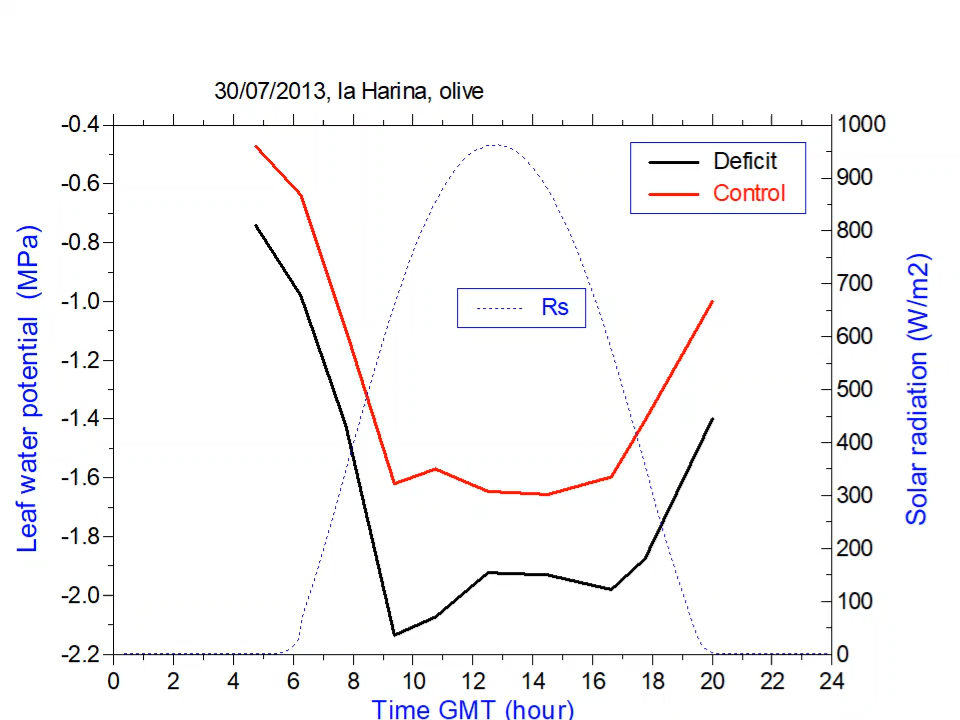 30/07/2013, la Harina, olive
-0.4
-0.6
-0.8
-1.0
-1.2
-1.4
-1.6
-1.8
-2.0
-2.2
Leaf water potential (MPa)
Deficit
Control
Rs
1000
900
800
700
600
500
400
300
200
100
0
Solar radiation (W/m2)
0 2 4 6 8 10 12 14 16 18 20 22 24
Time GMT (hour)